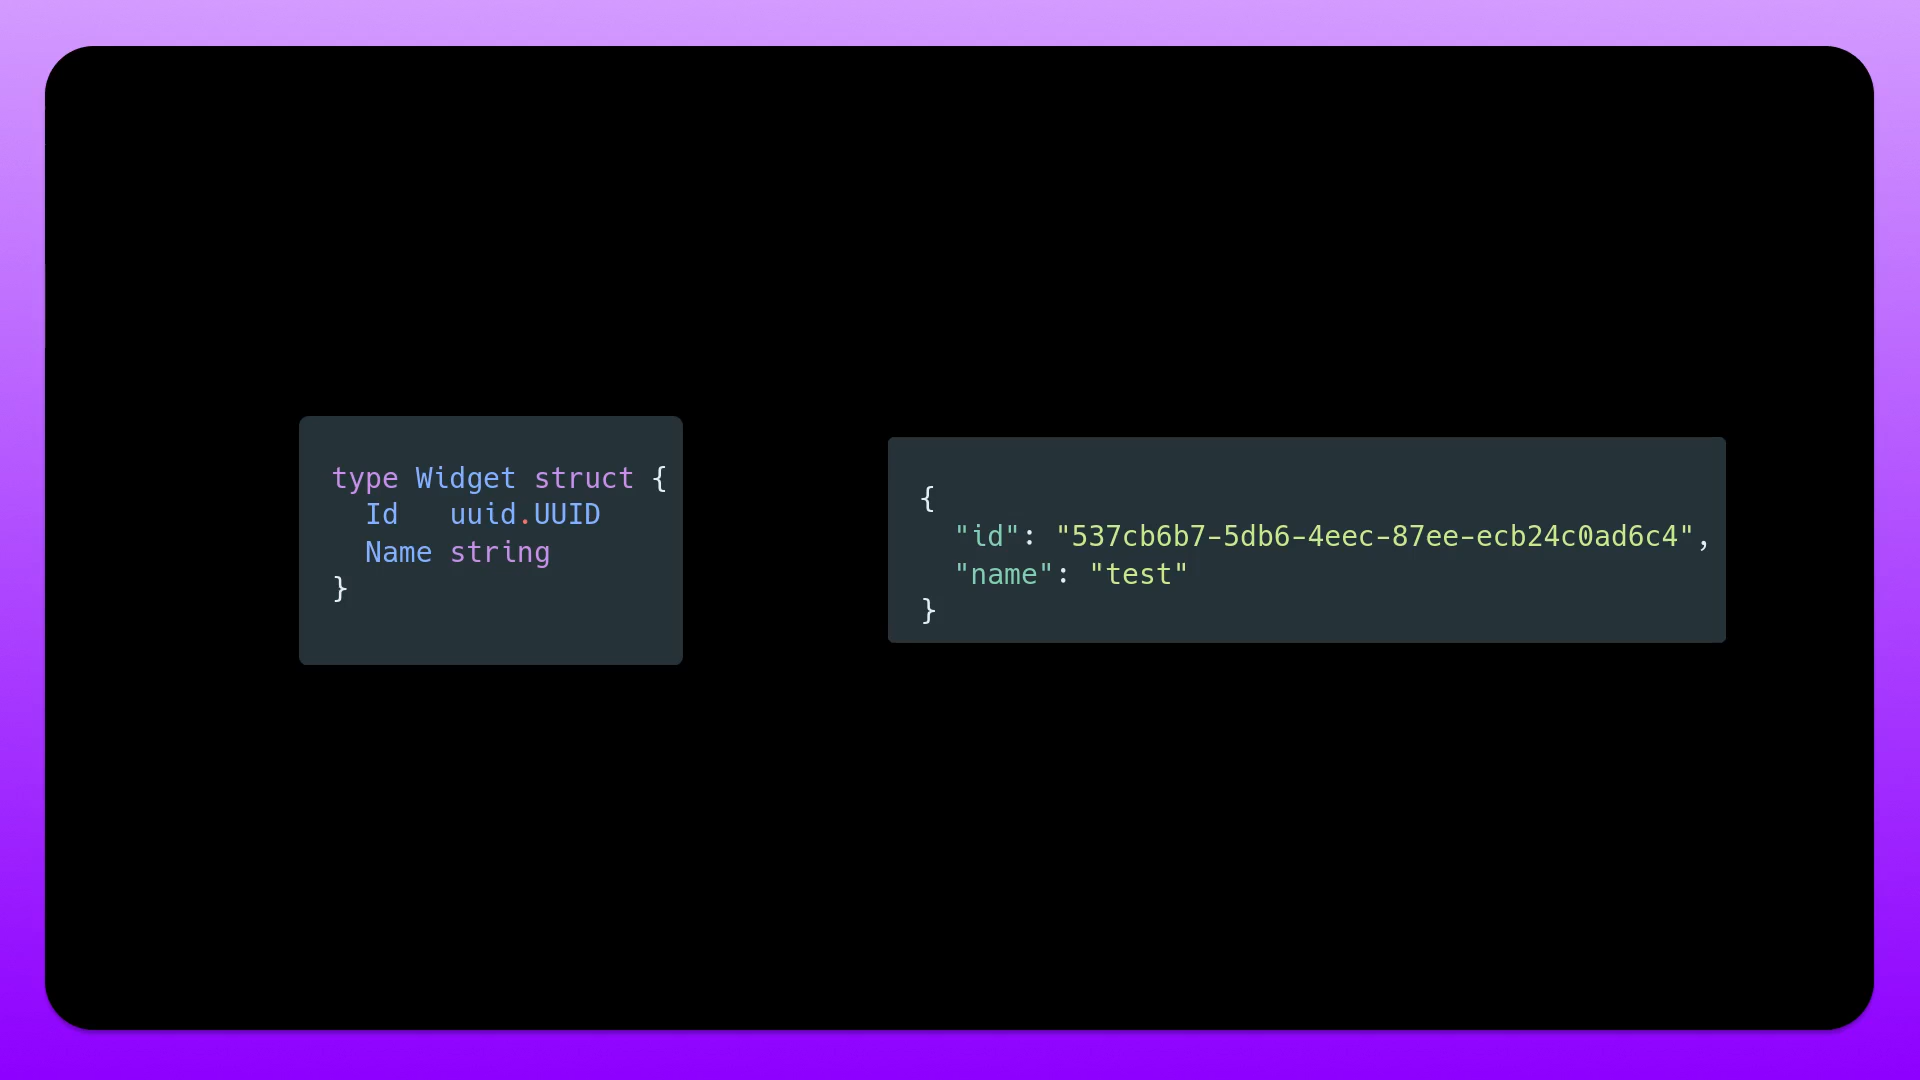 type Widget struct {
  Id   uuid.UUID
  Name string
}
{
  "id": "537cb6b7-5db6-4eec-87ee-ecb24c0ad6c4",
  "name": "test"
}